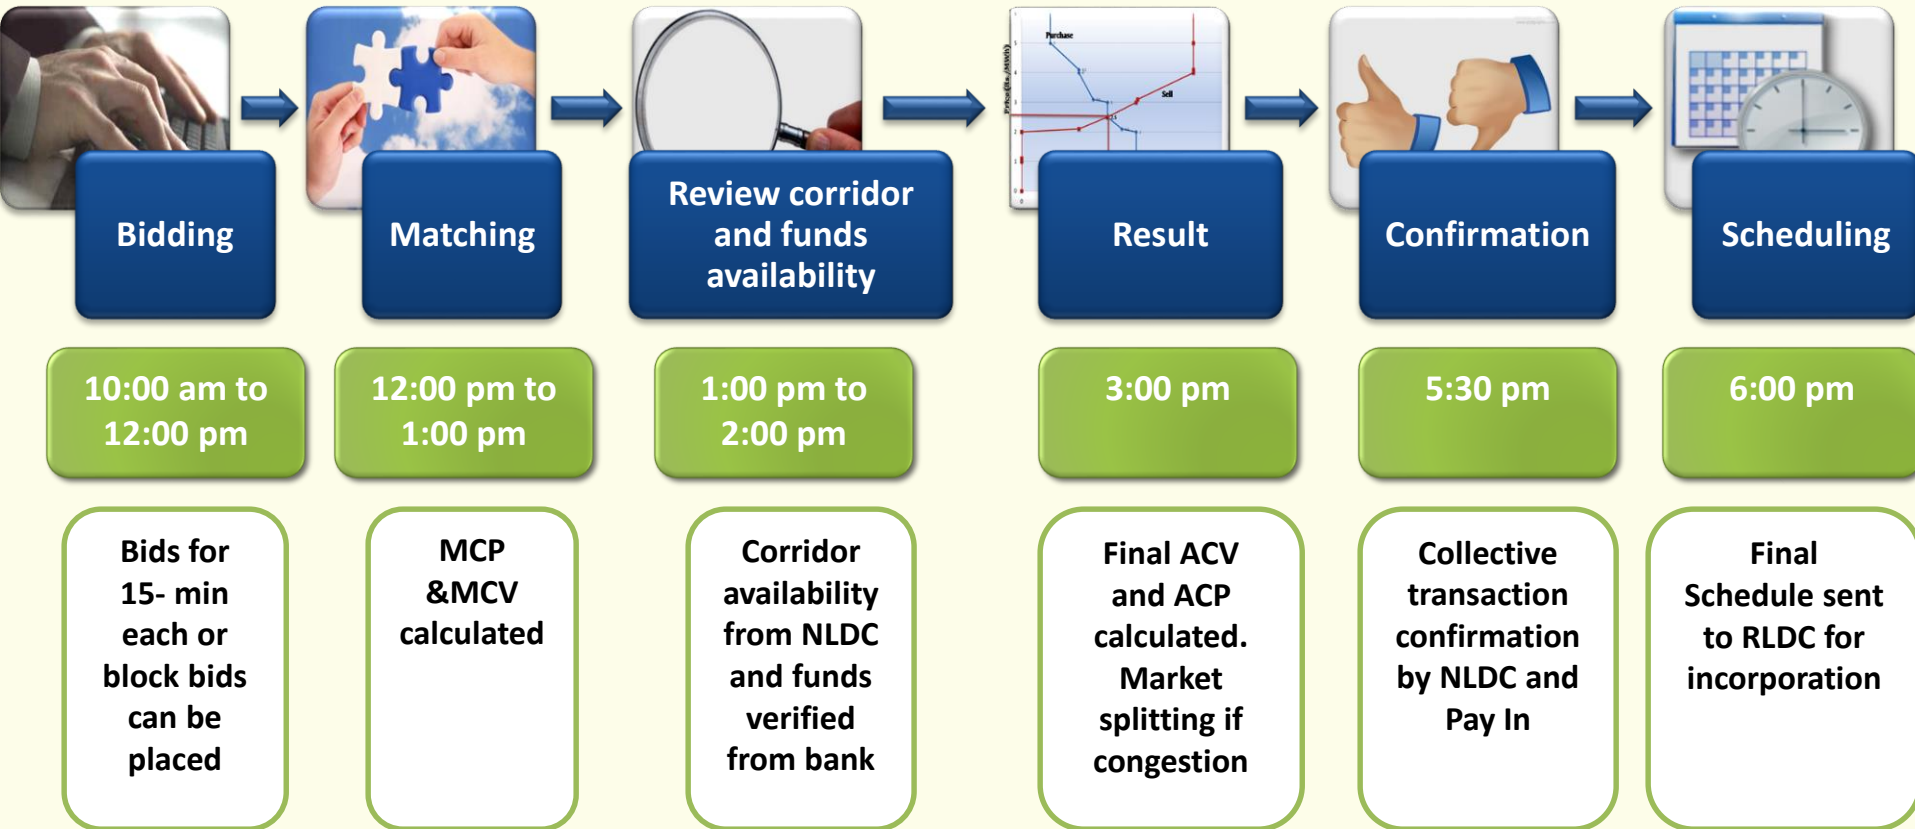 Purchase
Sell
Bidding
Matching
Review corridor
and funds
availability
Result
Confirmation
Scheduling
10:00 am to
12:00 pm
12:00 pm to
1:00 pm
1:00 pm to
2:00 pm
3:00 pm
5:30 pm
6:00 pm
Bids for
15- min
each or
block bids
can be
placed
MCP
&MCV
calculated
Corridor
availability
from NLDC
and funds
verified
from bank
Final ACV
and ACP
calculated.
Market
splitting if
congestion
Collective
transaction
confirmation
by NLDC and
Pay In
Final
Schedule sent
to RLDC for
incorporation